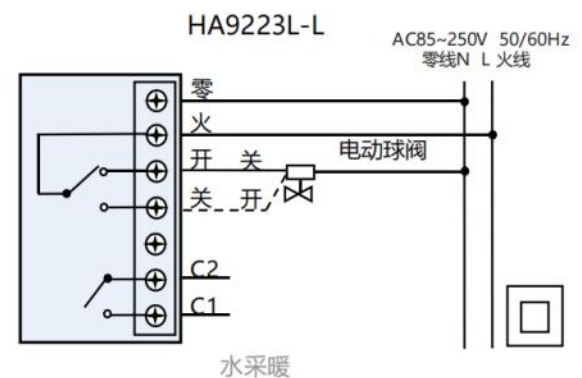 HA9223L-L
AC85~250V 50/60Hz
零线N L 火线
零
火
开 关
电动球阀
关 开
C2
C1
水采暖